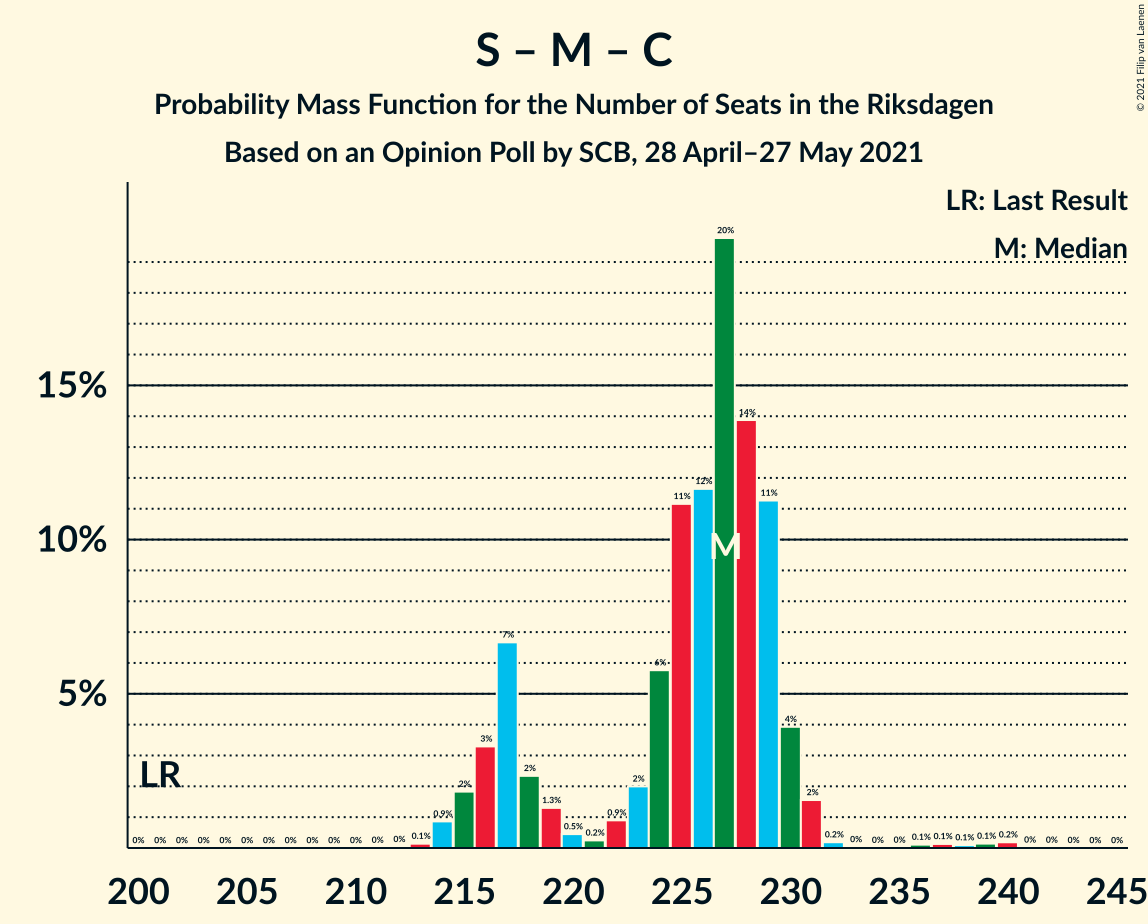 © 2021 Filip van Laenen
S – M – C
Probability Mass Function for the Number of Seats in the Riksdagen
Based on an Opinion Poll by SCB, 28 April–27 May 2021
LR: Last Result
M: Median
15%
10%
5%
LR
M
0% 0% 0% 0% 0% 0% 0% 0% 0% 0% 0% 0% 0% 0.1% 0.9% 2% 3% 7% 2% 1.3% 0.5% 0.2% 0.9% 2% 6% 11% 12% 20% 14% 11% 4% 2% 0.2% 0% 0% 0% 0.1% 0.1% 0.1% 0.1% 0.2% 0% 0% 0% 0% 0%
200 205 210 215 220 225 230 235 240 245